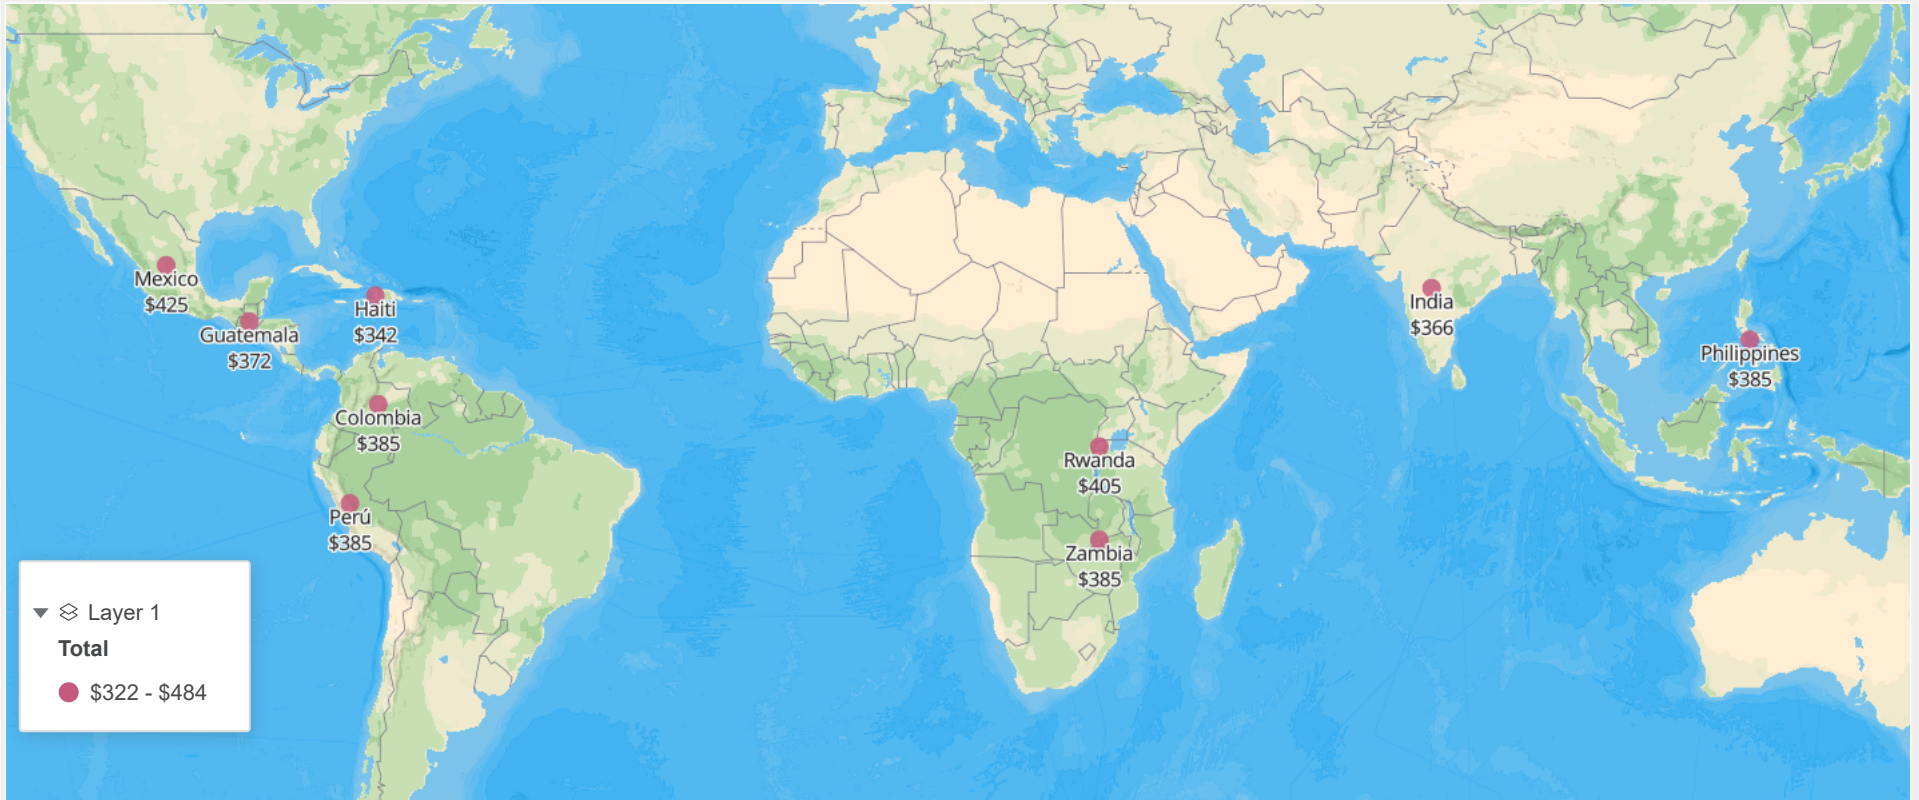 Mexico
$425
Haiti
$342
Guatemala
$372
India
$366
Philippines
$385
Colombia
$385
Rwanda
$405
Perú
$385
Zambia
$385
Layer 1
Total
$322 - $484